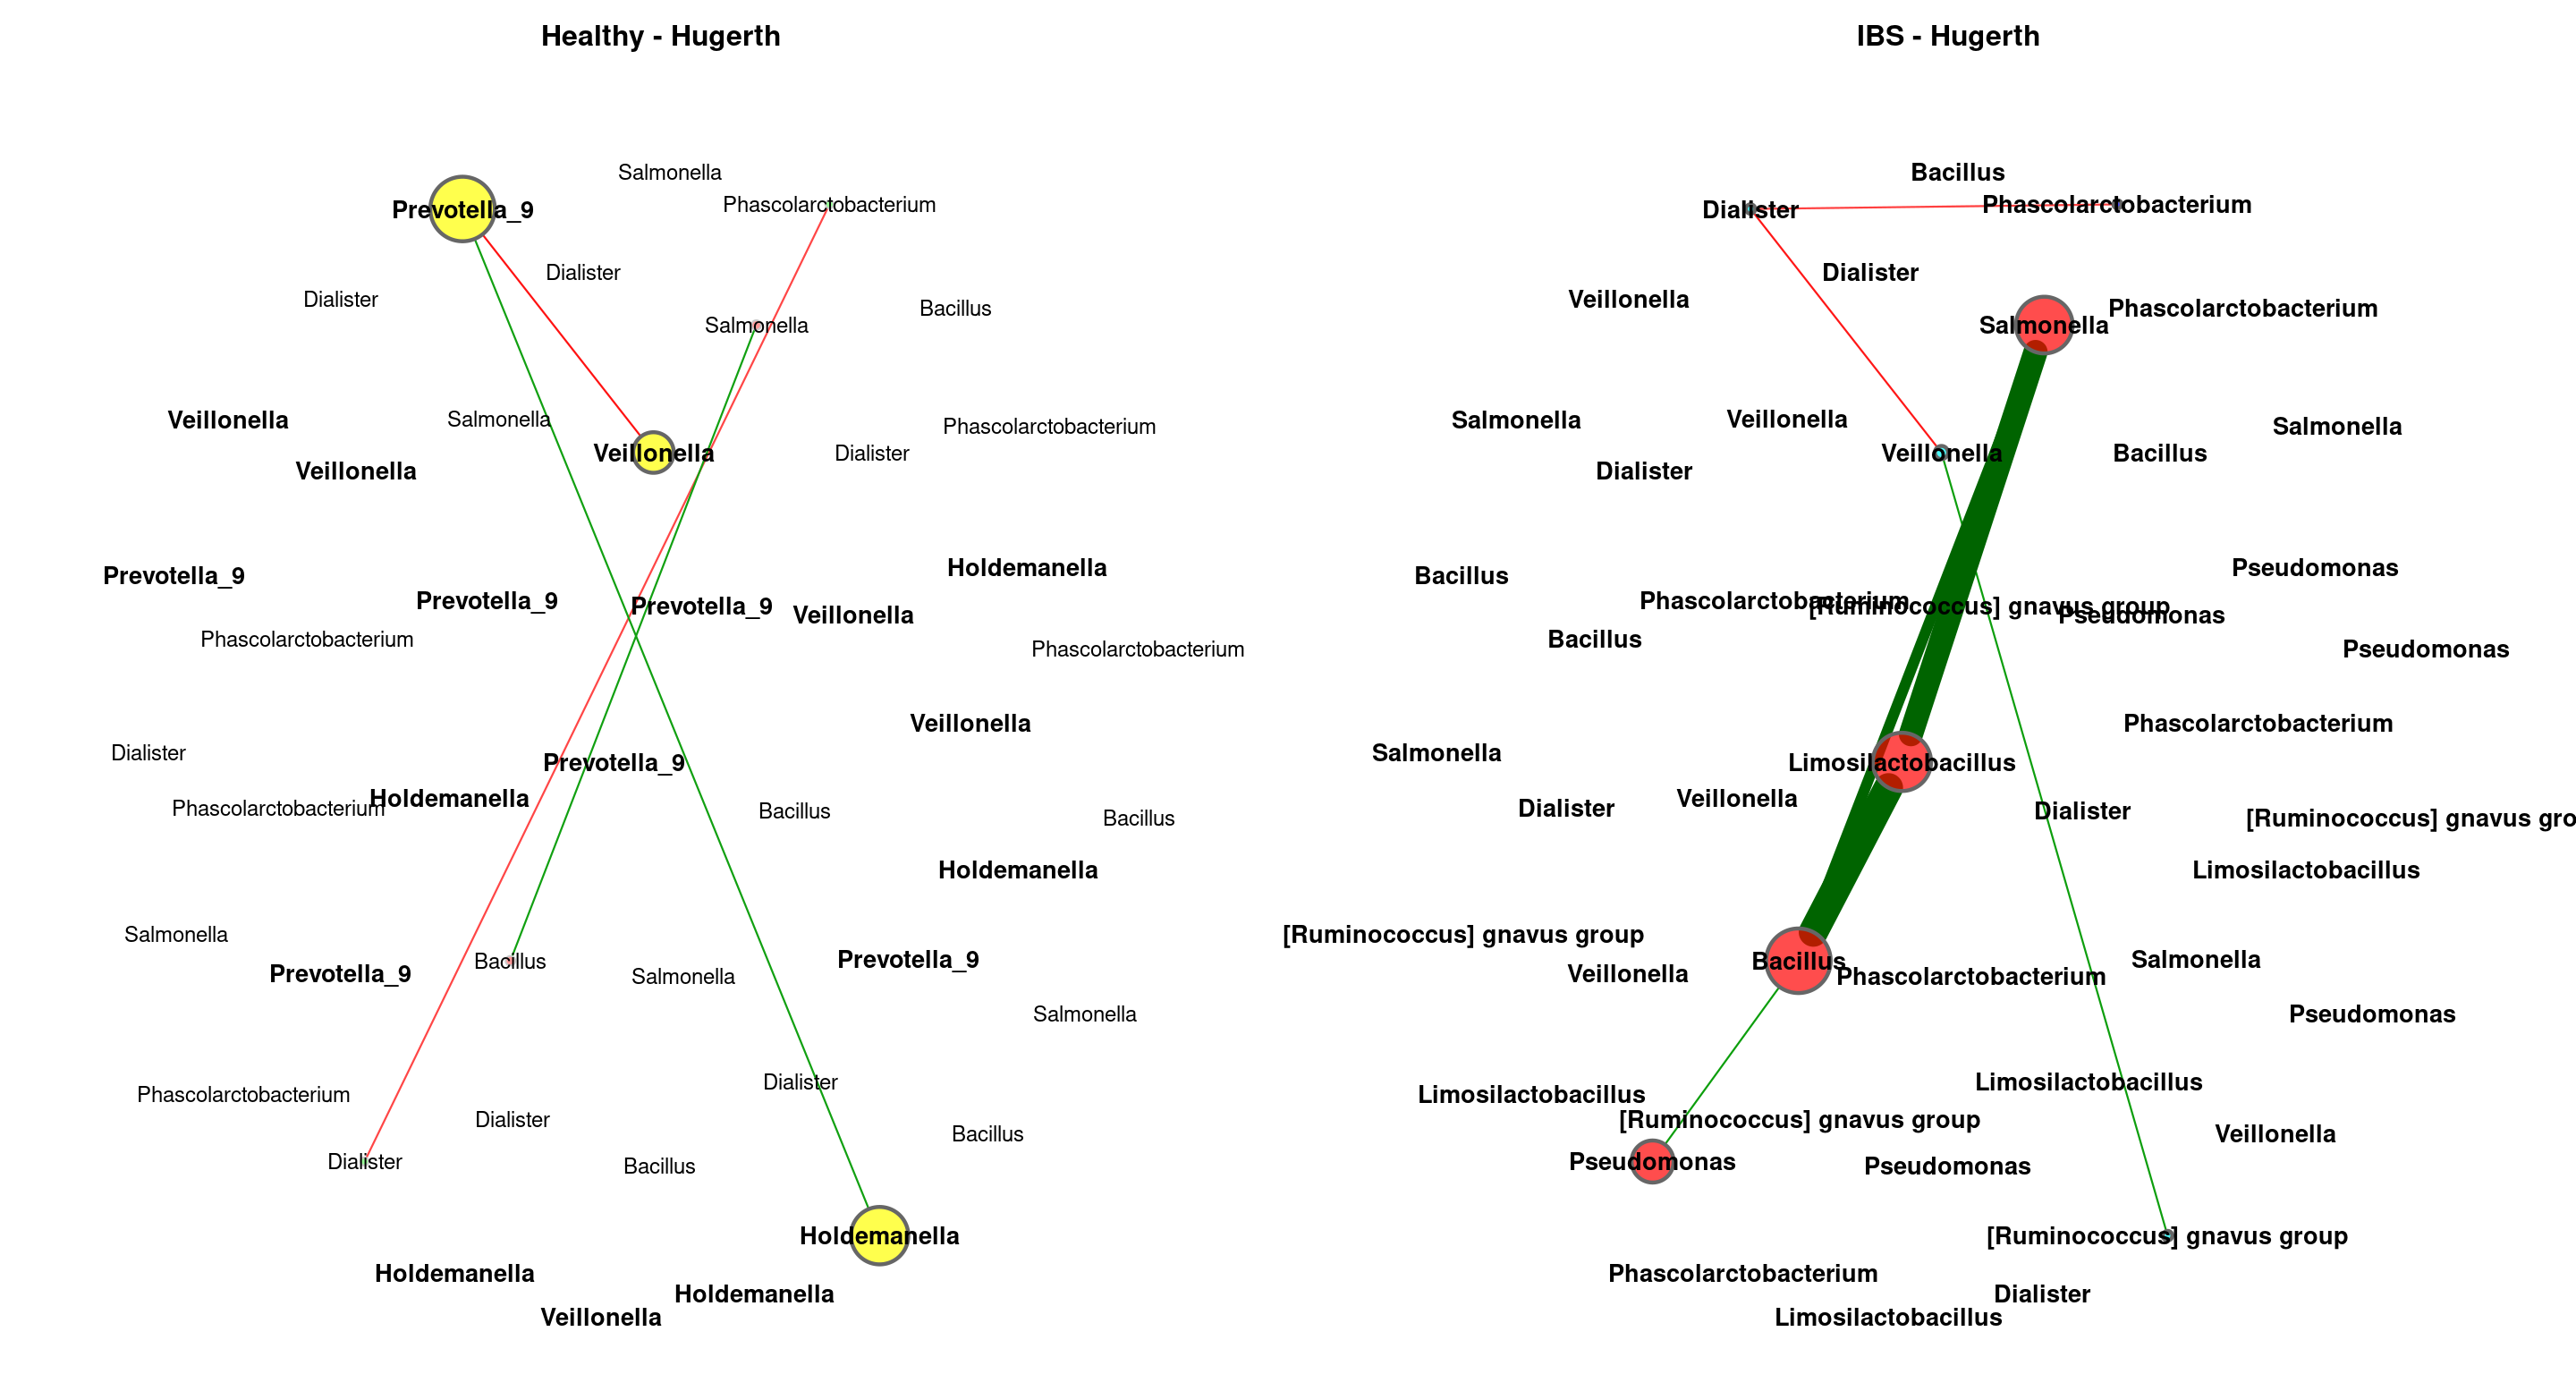 Healthy - Hugerth
Salmonella
Phascolarctobacterium
Prevotella_9
Dialister
Dialister
Bacillus
Salmonella
Veillonella
Salmonella
Phascolarctobacterium
Veillonella
Dialister
Veillonella
Holdemanella
Prevotella_9
Prevotella_9
Prevotella_9
Veillonella
Phascolarctobacterium
Phascolarctobacterium
Veillonella
Dialister
Prevotella_9
Holdemanella
Phascolarctobacterium
Bacillus
Bacillus
Holdemanella
Salmonella
Prevotella_9
Bacillus
Prevotella_9
Salmonella
Salmonella
Dialister
Phascolarctobacterium
Dialister
Bacillus
Dialister
Bacillus
Holdemanella
Holdemanella
Holdemanella
Veillonella
IBS - Hugerth
Bacillus
Phascolarctobacterium
Dialister
Dialister
Veillonella
Phascolarctobacterium
Salmonella
Salmonella
Veillonella
Salmonella
Veillonella
Bacillus
Dialister
Pseudomonas
Bacillus
Phascolarctobacterium
[Ruminococcus] gnavus group
Pseudomonas
Bacillus
Pseudomonas
Phascolarctobacterium
Salmonella
Limosilactobacillus
Veillonella
Dialister
Dialister
[Ruminococcus] gnavus gro
Limosilactobacillus
[Ruminococcus] gnavus group
Salmonella
Bacillus
Veillonella
Phascolarctobacterium
Pseudomonas
Limosilactobacillus
Limosilactobacillus
[Ruminococcus] gnavus group
Veillonella
Pseudomonas
Pseudomonas
[Ruminococcus] gnavus group
Phascolarctobacterium
Dialister
Limosilactobacillus